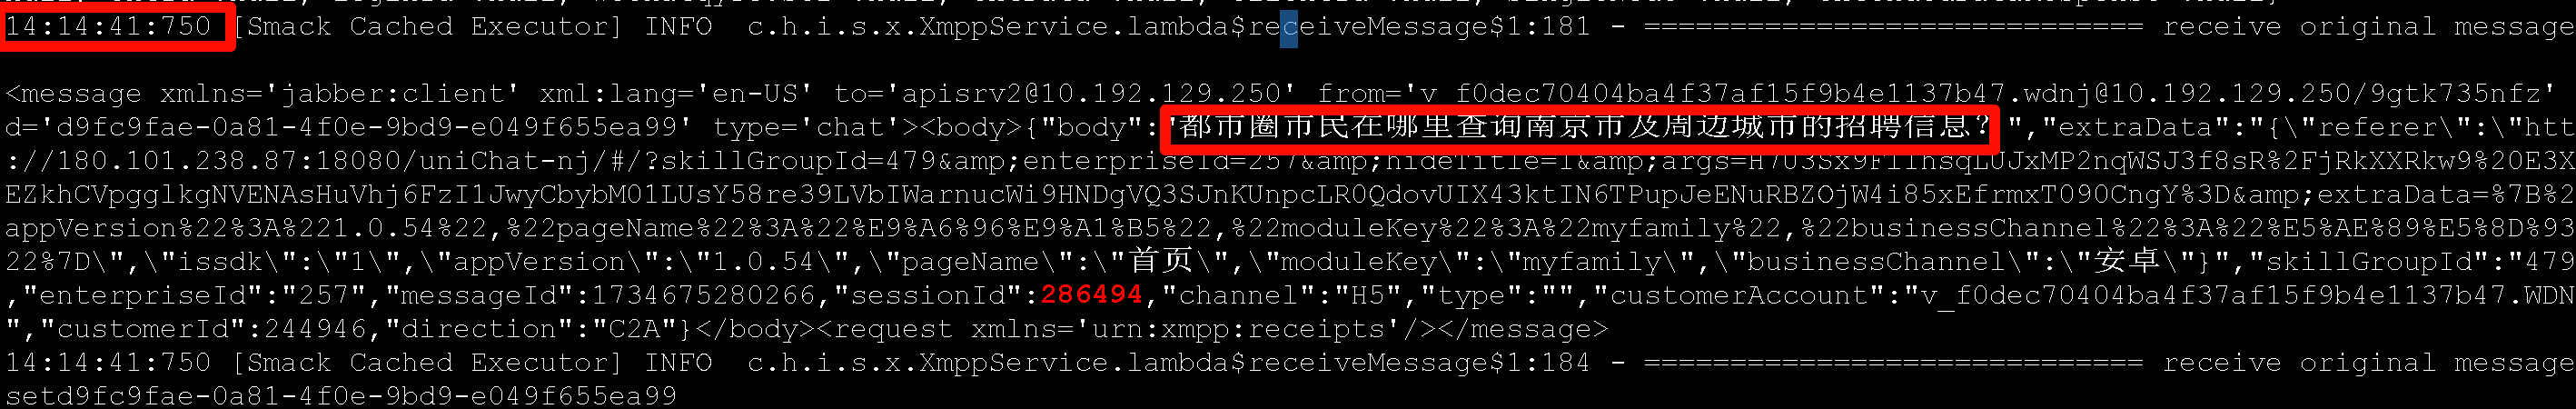 14:14:41:750 [Smack Cached Executor] INFO  c.h.i.s.x.XmppService.lambda$receiveMessage$1:181 - ============================= receive original message
<message xmlns='jabber:client' xml:lang='en-US' to='apisrv2@10.192.129.250' from='v_f0dec70404ba4f37af15f9b4e1137b47.wdnj@10.192.129.250/9gtk735nfz'
d='d9fc9fae-0a81-4f0e-9bd9-e049f655ea99' type='chat'><body>{"body":"都市圈市民在哪里查询南京市及周边城市的招聘信息?","extraData":"{\"referer\":\"htt
://180.101.238.87:18080/uniChat-nj/#/?skillGroupId=479&amp;enterpriseId=257&amp;hideTitle=1&amp;args=H7U3Sx9F1lhsqLUJxMP2nqWSJ3f8sR%2FjRkXXRkw9%20E3X
EZkhCVpgglkgNVENAsHuVhj6FzI1JwyCbybM01LUsY58re39LVbIWarnucWi9HNDgVQ3SJnKUnpcLR0QdovUIX43ktIN6TPupJeENuRBZOjW4i85xEfrmxT090CngY%3D&amp;extraData=%7B%2
appVersion%22%3A%221.0.54%22,%22pageName%22%3A%22%E9%A6%96%E9%A1%B5%22,%22moduleKey%22%3A%22myfamily%22,%22businessChannel%22%3A%22%E5%AE%89%E5%8D%93
22%7D\",\"issdk\":\"1\",\"appVersion\":\"1.0.54\",\"pageName\":\"首页\",\"moduleKey\":\"myfamily\",\"businessChannel\":\"安卓\"}","skillGroupId":"479
,"enterpriseId":"257","messageId":1734675280266,"sessionId":286494,"channel":"H5","type":"","customerAccount":"v_f0dec70404ba4f37af15f9b4e1137b47.WDN
","customerId":244946,"direction":"C2A"}</body><request xmlns='urn:xmpp:receipts'/></message>
14:14:41:750 [Smack Cached Executor] INFO  c.h.i.s.x.XmppService.lambda$receiveMessage$1:184 - ============================= receive original message
setd9fc9fae-0a81-4f0e-9bd9-e049f655ea99